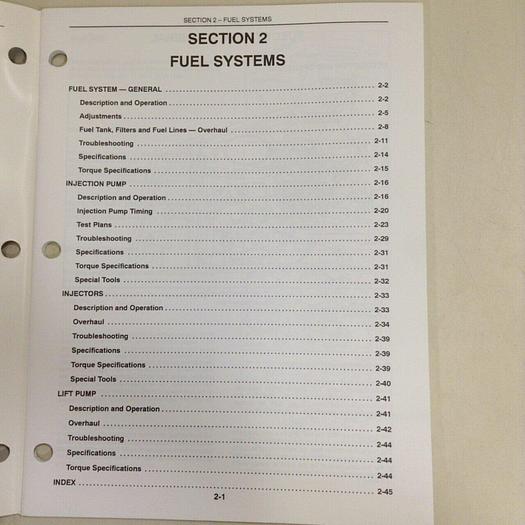 SECTION 2 – FUEL SYSTEMS
SECTION 2
FUEL SYSTEMS
FUEL SYSTEM — GENERAL 2-2
Description and Operation 2-2
Adjustments 2-5
Fuel Tank, Filters and Fuel Lines — Overhaul 2-8
Troubleshooting 2-11
Specifications 2-14
Torque Specifications 2-15
INJECTION PUMP 2-16
Description and Operation 2-16
Injection Pump Timing 2-20
Test Plans 2-23
Troubleshooting 2-29
Specifications 2-31
Torque Specifications 2-31
Special Tools 2-32
INJECTORS 2-33
Description and Operation 2-33
Overhaul 2-34
Troubleshooting 2-39
Specifications 2-39
Torque Specifications 2-39
Special Tools 2-40
LIFT PUMP 2-41
Description and Operation 2-41
Overhaul 2-42
Troubleshooting 2-44
Specifications 2-44
Torque Specifications 2-44
INDEX 2-45
2-1